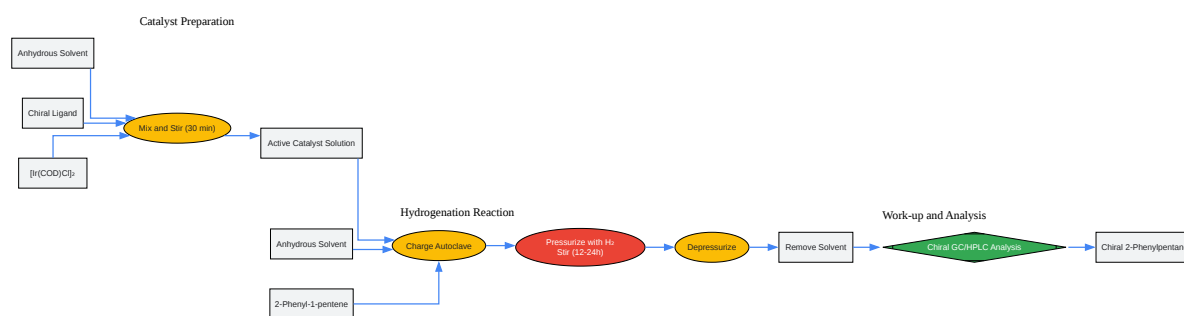 Catalyst Preparation
Anhydrous Solvent
Chiral Ligand
Mix and Stir (30 min)
[Ir(COD)Cl]₂
Active Catalyst Solution
Hydrogenation Reaction
Anhydrous Solvent
Charge Autoclave
2-Phenyl-1-pentene
Pressurize with H₂
Stir (12-24h)
Depressurize
Work-up and Analysis
Remove Solvent
Chiral GC/HPLC Analysis
Chiral 2-Phenylpentan